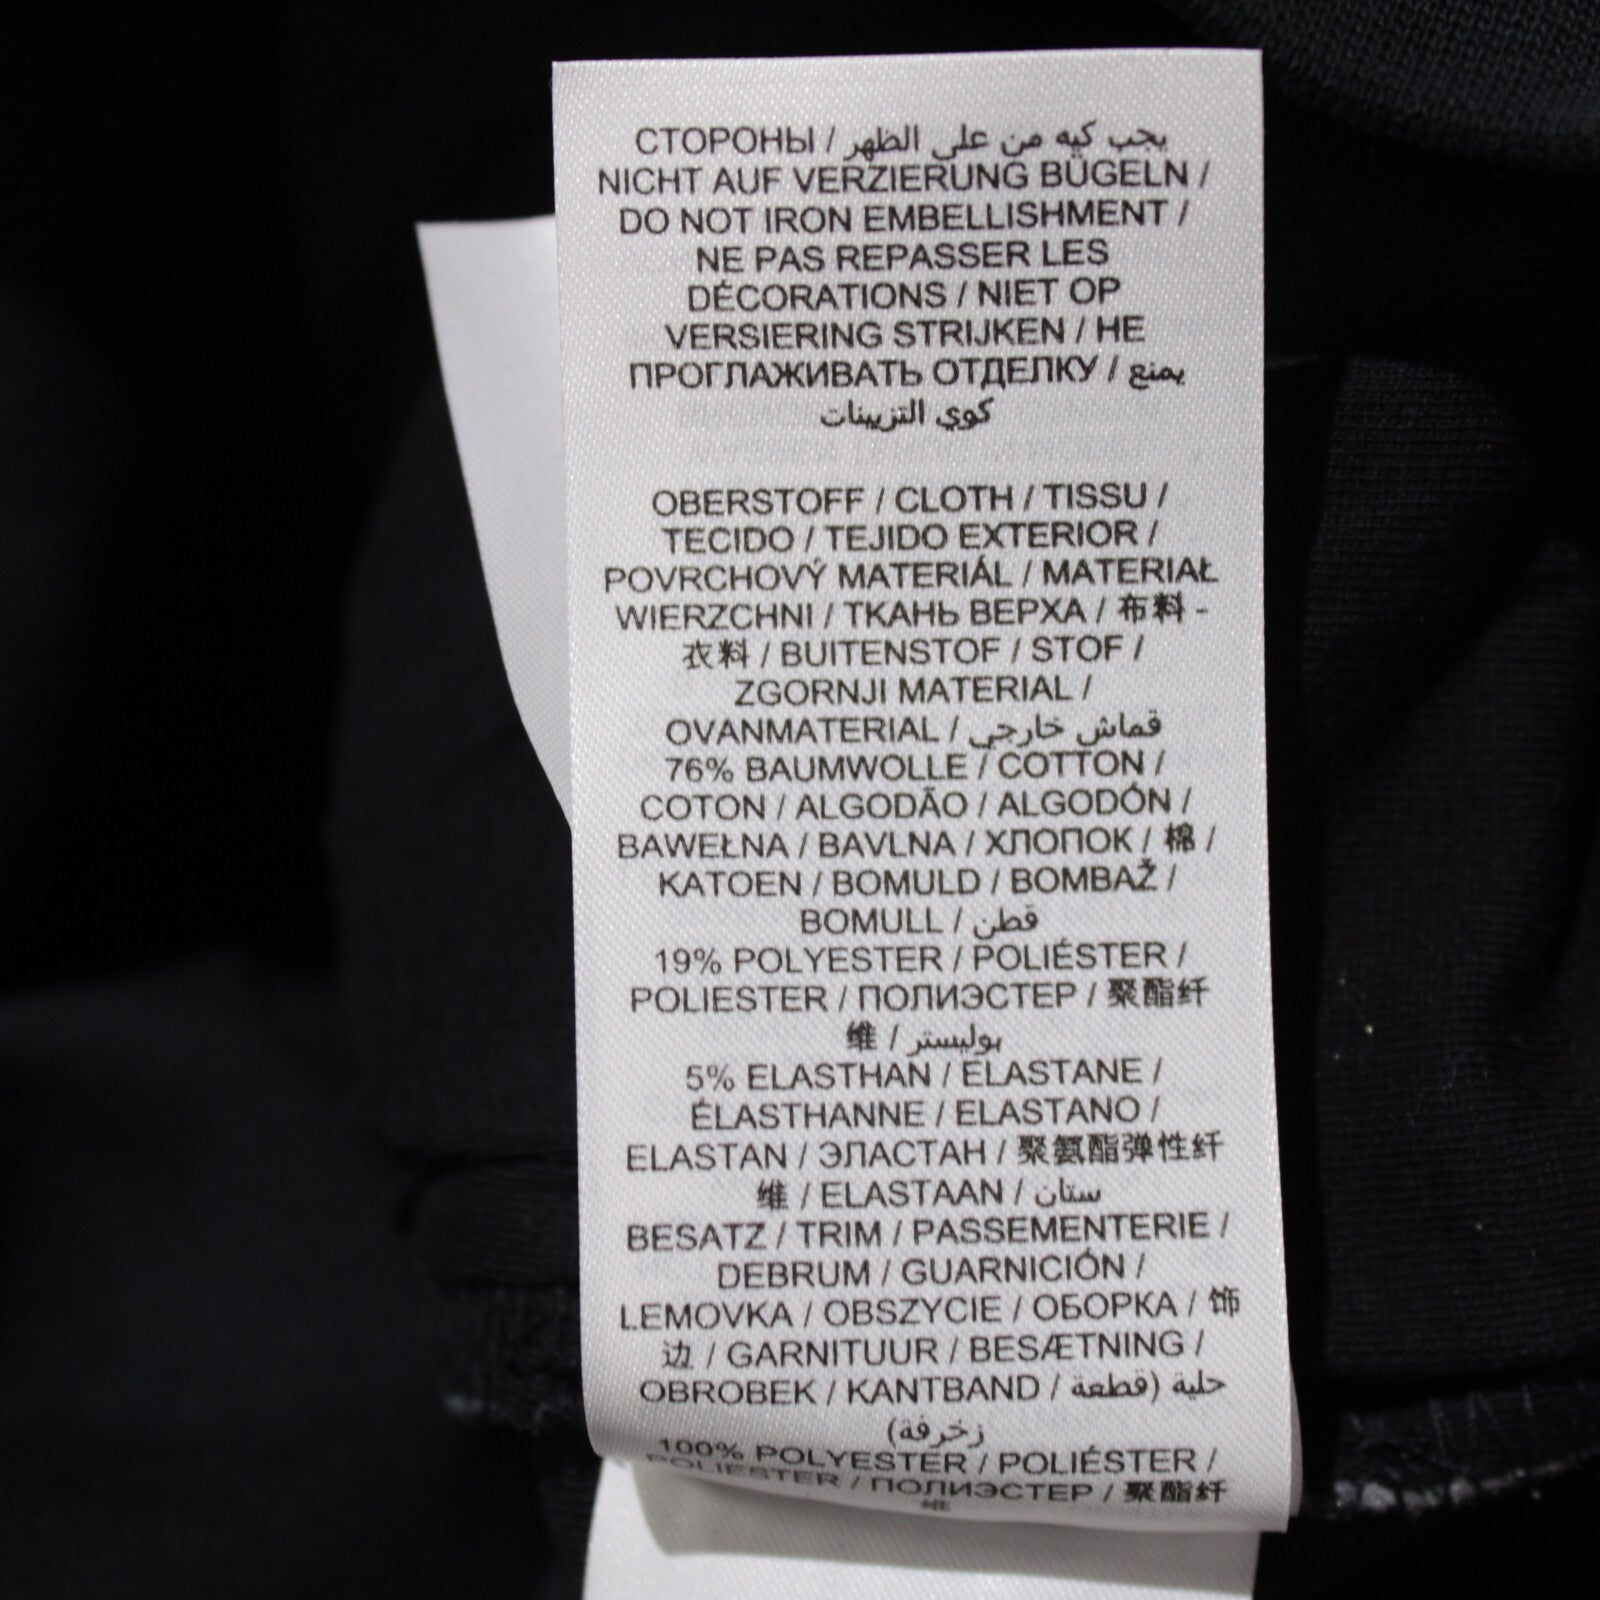 СТОРОНЫ / يجب كيه من على الظهر
NICHT AUF VERZIERUNG BÜGELN /
DO NOT IRON EMBELLISHMENT /
NE PAS REPASSER LES
DÉCORATIONS / NIET OP
VERSIERING STRIJKEN / НЕ
ПРОГЛАЖИВАТЬ ОТДЕЛКУ / يمنع
كوي التزيينات
OBERSTOFF / CLOTH / TISSU /
TECIDO / TEJIDO EXTERIOR /
POVRCHOVÝ MATERIÁL / MATERIAŁ
WIERZCHNI / ТКАНЬ ВЕРХА / 布料 -
衣料 / BUITENSTOF / STOF /
ZGORNJI MATERIAL /
OVANMATERIAL / قماش خارجي
76% BAUMWOLLE / COTTON /
COTON / ALGODÃO / ALGODÓN /
BAWEŁNA / BAVLNA / ХЛОПОК / 棉 /
KATOEN / BOMULD / BOMBAŽ /
BOMULL / قطن
19% POLYESTER / POLIÉSTER /
POLIESTER / ПОЛИЭСТЕР / 聚酯纤
维 / بوليستر
5% ELASTHAN / ELASTANE /
ÉLASTHANNE / ELASTANO /
ELASTAN / ЭЛАСТАН / 聚氨酯弹性纤
维 / ELASTAAN / ستان
BESATZ / TRIM / PASSEMENTERIE /
DEBRUM / GUARNICIÓN /
LEMOVKA / OBSZYCIE / ОБОРКА / 饰
边 / GARNITUUR / BESÆTNING /
OBROBEK / KANTBAND / حلية (قطعة
زخرفة)
100% POLYESTER / POLIÉSTER /
POLIESTER / ПОЛИЭСТЕР / 聚酯纤
维